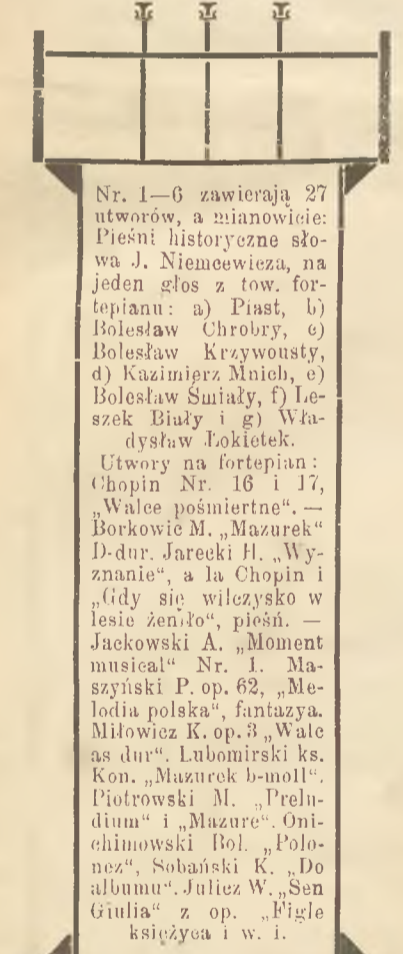 Nr. 1—6 zawierają 27
utworów, a mianowicie:
Pieśni historyczne sło-
wa J. Niemcewicza, na
jeden głos z tow. for-
tepianu: a) Piast, b)
Bolesław Chrobry, c)
Bolesław Krzywousty,
d) Kazimierz Mnich, e)
Bolesław Śmiały, f) Le-
szek Biały i g) Wła-
dysław Łokietek.
Utwory na fortepian:
Chopin Nr. 16 i 17,
„Walce pośmiertne“. —
Borkowic M. „Mazurek“
D-dur. Jarecki H. „Wy-
znanie“, a la Chopin i
„Gdy się wilczysko w
lesie żeniło“, pieśń. —
Jackowski A. „Moment
musical“ Nr. 1. Ma-
szyński P. op. 62, „Me-
lodia polska“, fantazya.
Miłowicz K. op. 3 „Walc
as dur“. Lubomirski ks.
Kon. „Mazurek b-moll“.
Piotrowski M. „Prelu-
dium“ i „Mazurc“. Oni-
chimowski Bol. „Polo-
nez“, Sobański K. „Do
albumu“. Julicz W. „Sen
Giulia“ z op. „Figle
księżyca i w. i.